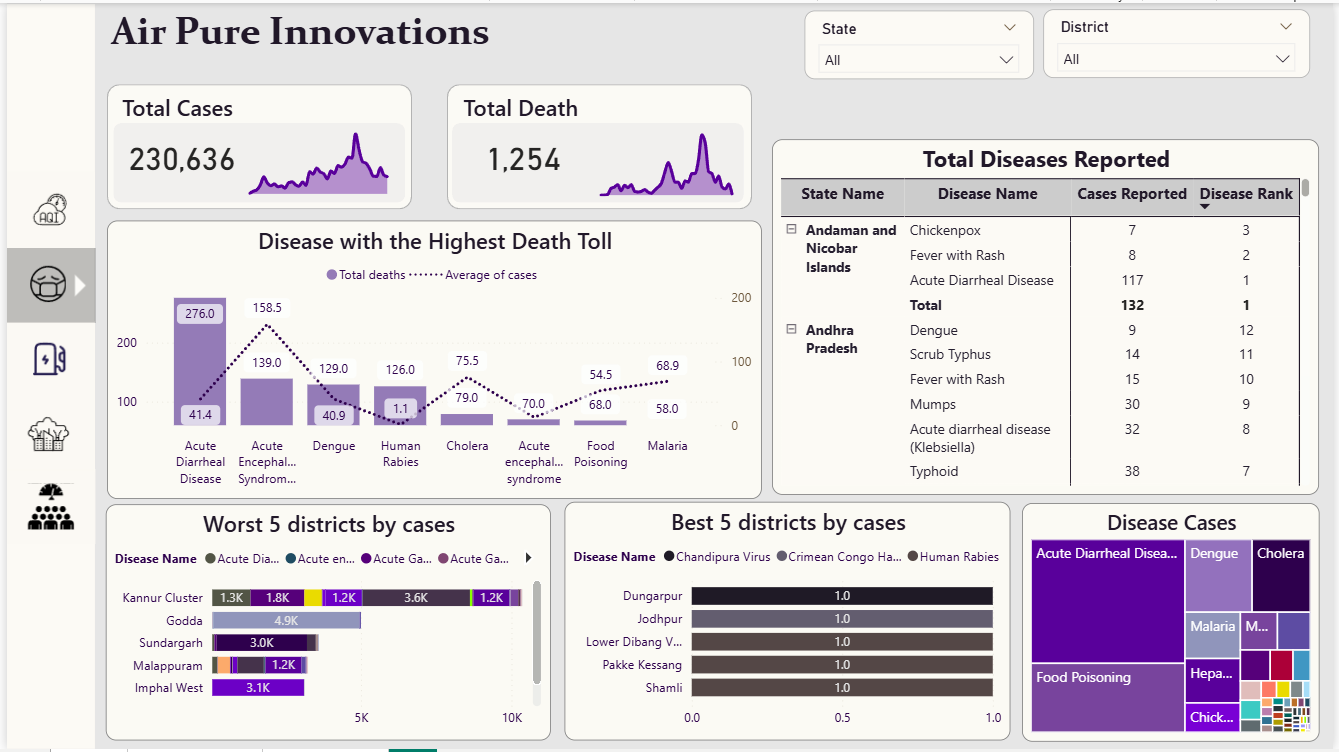 Air Pure Innovations
State
All
District
All
Total Cases
230,636
Total Death
1,254
AQI
Disease with the Highest Death Toll
Total deaths Average of cases
200
100
200
100
0
276.0
41.4
158.5
139.0
129.0
40.9
126.0
1.1
75.5
79.0
70.0
54.5
68.0
68.9
58.0
Acute
Diarrheal
Disease
Acute
Encephal...
Syndrom...
Dengue
Human
Rabies
Cholera
Acute
encephal...
syndrome
Food
Poisoning
Malaria
Total Diseases Reported
State Name Disease Name Cases Reported Disease Rank
Andaman and
Nicobar
Islands
Chickenpox 7 3
Fever with Rash 8 2
Acute Diarrheal Disease 117 1
Total 132 1
Andhra
Pradesh
Dengue 9 12
Scrub Typhus 14 11
Fever with Rash 15 10
Mumps 30 9
Acute diarrheal disease
(Klebsiella) 32 8
Typhoid 38 7
Worst 5 districts by cases
Disease Name Acute Dia... Acute en... Acute Ga... Acute Ga...
Kannur Cluster 1.3K 1.8K 1.2K 3.6K 1.2K
Godda 4.9K
Sundargarh 3.0K
Malappuram 1.2K
Imphal West 3.1K
5K 10K
Best 5 districts by cases
Disease Name Chandipura Virus Crimean Congo Ha... Human Rabies
Dungarpur 1.0
Jodhpur 1.0
Lower Dibang V... 1.0
Pakke Kessang 1.0
Shamli 1.0
0.0 0.5 1.0
Disease Cases
Acute Diarrheal Disea...
Food Poisoning
Dengue
Cholera
Malaria
M...
Hepa...
Chick...